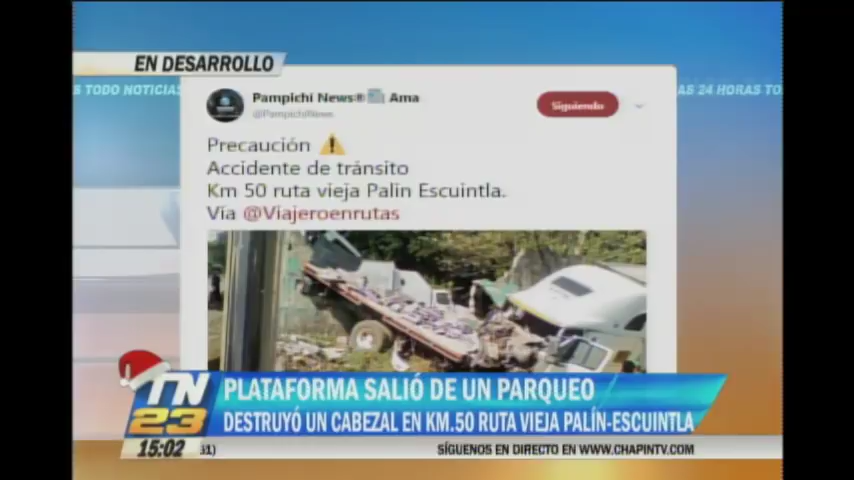 EN DESARROLLO
S TODO NOTICIAS
AS 24 HORAS TO
Pampichi News® Ama
@PampichiNews
Siguiendo
Precaución ⚠
Accidente de tránsito
Km 50 ruta vieja Palin Escuintla.
Vía @Viajeroenrutas
TN
23
PLATAFORMA SALIÓ DE UN PARQUEO
DESTRUYÓ UN CABEZAL EN KM.50 RUTA VIEJA PALÍN-ESCUINTLA
15:02
31)
SÍGUENOS EN DIRECTO EN WWW.CHAPINTV.COM